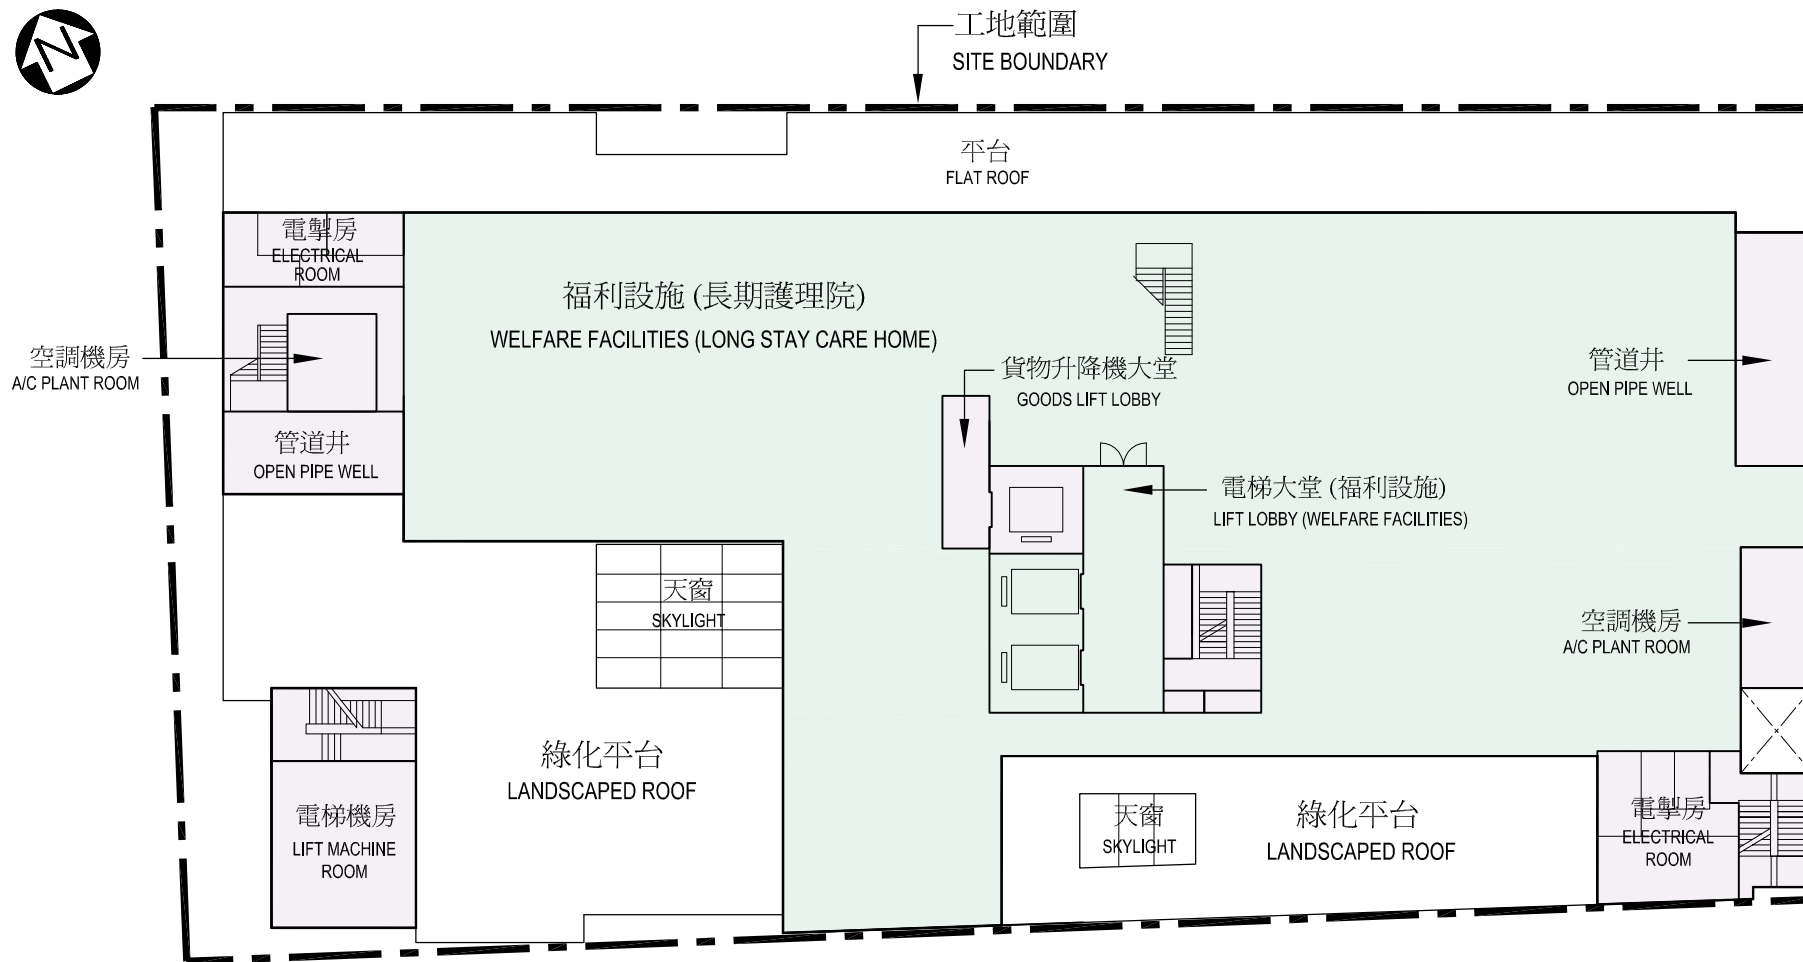 N
工地範圍
SITE BOUNDARY
平台
FLAT ROOF
電掣房
ELECTRICAL
ROOM
福利設施 (長期護理院)
WELFARE FACILITIES (LONG STAY CARE HOME)
空調機房
A/C PLANT ROOM
貨物升降機大堂
GOODS LIFT LOBBY
管道井
OPEN PIPE WELL
管道井
OPEN PIPE WELL
電梯大堂 (福利設施)
LIFT LOBBY (WELFARE FACILITIES)
天窗
SKYLIGHT
空調機房
A/C PLANT ROOM
綠化平台
LANDSCAPED ROOF
電梯機房
LIFT MACHINE
ROOM
天窗
SKYLIGHT
綠化平台
LANDSCAPED ROOF
電掣房
ELECTRICAL
ROOM